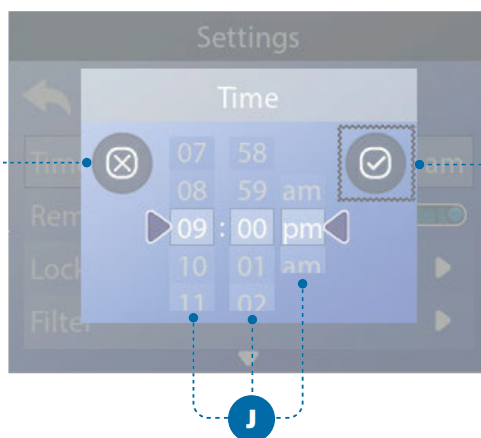 Settings
Time
Time am
07 58
08 59 am
Rem
09 : 00 pm
Lock 10 01 am
11 02
Filter
J